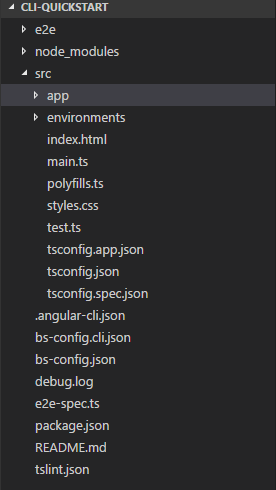 CLI-QUICKSTART
e2e
node_modules
src
app
environments
index.html
main.ts
polyfills.ts
styles.css
test.ts
tsconfig.app.json
tsconfig.json
tsconfig.spec.json
.angular-cli.json
bs-config.cli.json
bs-config.json
debug.log
e2e-spec.ts
package.json
README.md
tslint.json